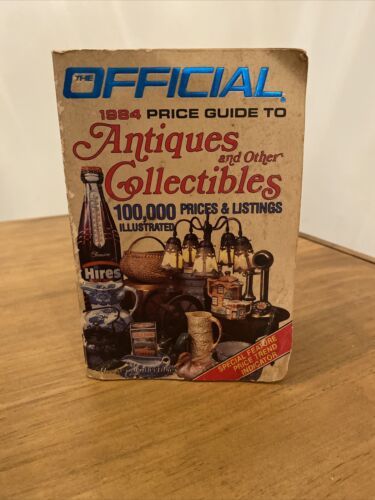 THE OFFICIAL
1984 PRICE GUIDE TO
Antiques
and Other
Collectibles
100,000 PRICES & LISTINGS
ILLUSTRATED
Hires
SPECIAL FEATURE
PRICE TREND
INDICATOR